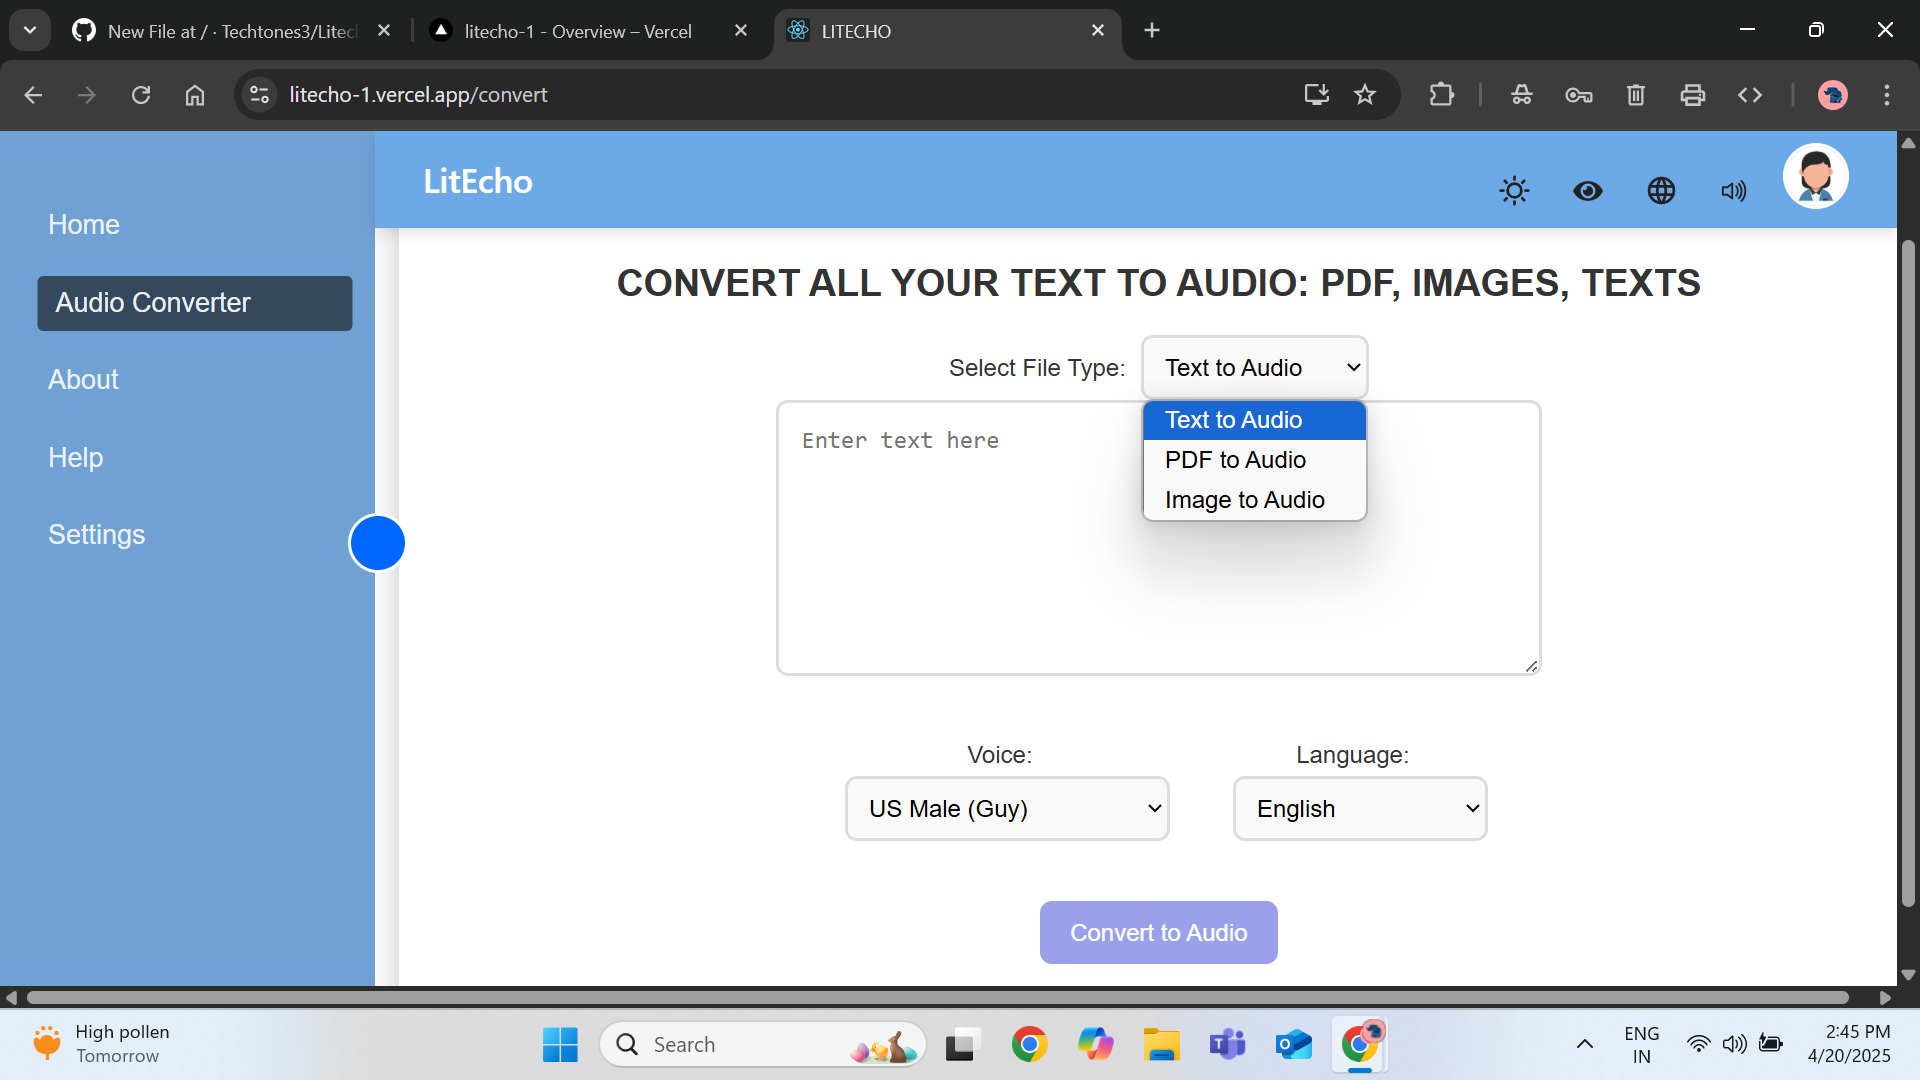 New File at / · Techtones3/Litec
litecho-1 - Overview – Vercel
LITECHO
litecho-1.vercel.app/convert
LitEcho
Home
Audio Converter
About
Help
Settings
CONVERT ALL YOUR TEXT TO AUDIO: PDF, IMAGES, TEXTS
Select File Type:
Text to Audio
Text to Audio
PDF to Audio
Image to Audio
Enter text here
Voice:
Language:
US Male (Guy)
English
Convert to Audio
High pollen
Tomorrow
Search
ENG
IN
2:45 PM
4/20/2025